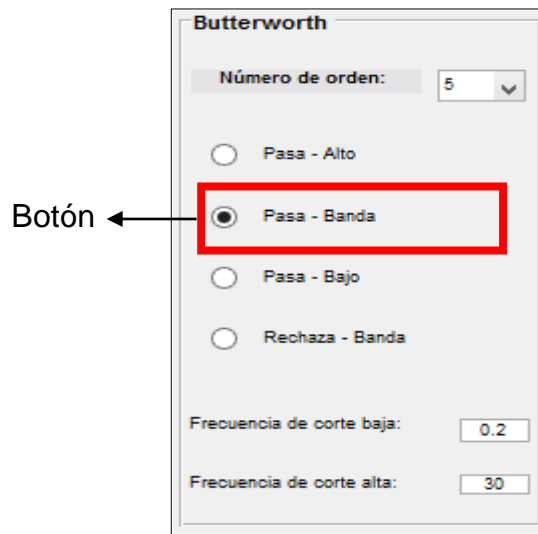 Butterworth
Número de orden: 5
Pasa - Alto
Botón
Pasa - Banda
Pasa - Bajo
Rechaza - Banda
Frecuencia de corte baja: 0.2
Frecuencia de corte alta: 30